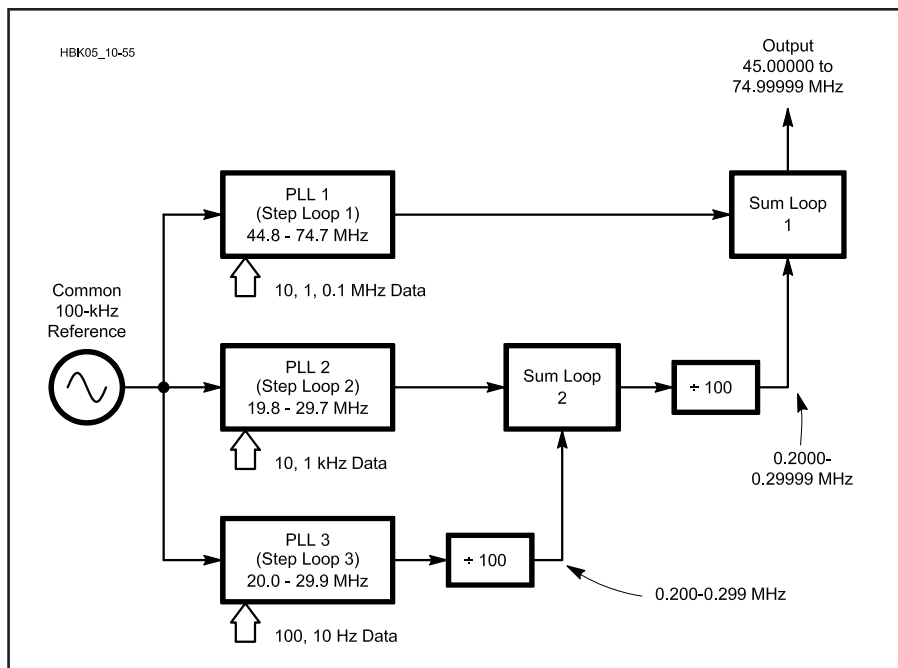 HBK05_10-55
Output
45.00000 to
74.99999 MHz
PLL 1
(Step Loop 1)
44.8 - 74.7 MHz
Sum Loop
1
10, 1, 0.1 MHz Data
Common
100-kHz
Reference
PLL 2
(Step Loop 2)
19.8 - 29.7 MHz
Sum Loop
2
÷ 100
10, 1 kHz Data
0.2000-
0.29999 MHz
PLL 3
(Step Loop 3)
20.0 - 29.9 MHz
÷ 100
0.200-0.299 MHz
100, 10 Hz Data